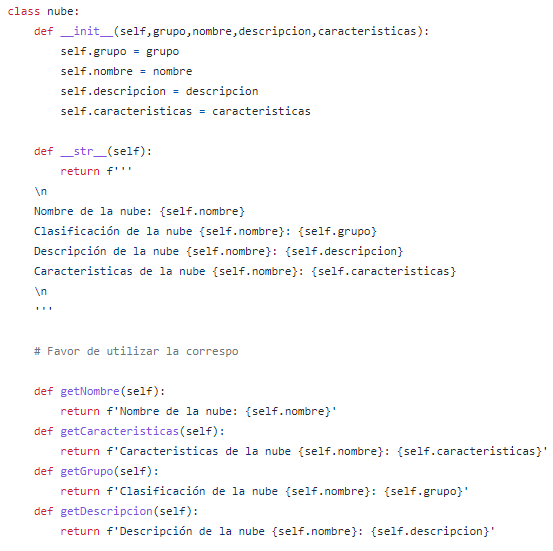 class nube:
    def __init__(self,grupo,nombre,descripcion,caracteristicas):
        self.grupo = grupo
        self.nombre = nombre
        self.descripcion = descripcion
        self.caracteristicas = caracteristicas

    def __str__(self):
        return f'''
    \n
    Nombre de la nube: {self.nombre}
    Clasificación de la nube {self.nombre}: {self.grupo}
    Descripción de la nube {self.nombre}: {self.descripcion}
    Caracteristicas de la nube {self.nombre}: {self.caracteristicas}
    \n
    '''

    # Favor de utilizar la correspo

    def getNombre(self):
        return f'Nombre de la nube: {self.nombre}'
    def getCaracteristicas(self):
        return f'Caracteristicas de la nube {self.nombre}: {self.caracteristicas}'
    def getGrupo(self):
        return f'Clasificación de la nube {self.nombre}: {self.grupo}'
    def getDescripcion(self):
        return f'Descripción de la nube {self.nombre}: {self.descripcion}'